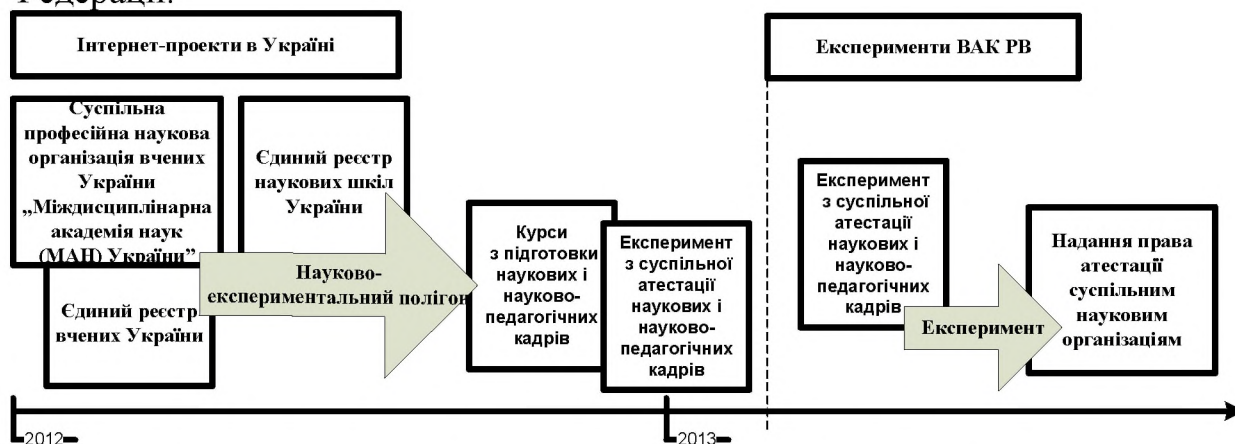 Федерації.
Інтернет-проекти в Україні
Експерименти ВАК РВ
Суспільна
професійна наукова
організація вчених
України
„Міждисциплінарна
академія наук
(МАН) України”
Єдиний реєстр
наукових шкіл
України
Єдиний реєстр
вчених України
Науково-
експериментальний полігон
Курси
з підготовки
наукових і
науково-
педагогічних
кадрів
Експеримент
з суспільної
атестації
наукових і
науково-
педагогічних
кадрів
Експеримент
з суспільної
атестації
наукових і
науково-
педагогічних
кадрів
Експеримент
Надання права
атестації
суспільним
науковим
організаціям
2012
2013